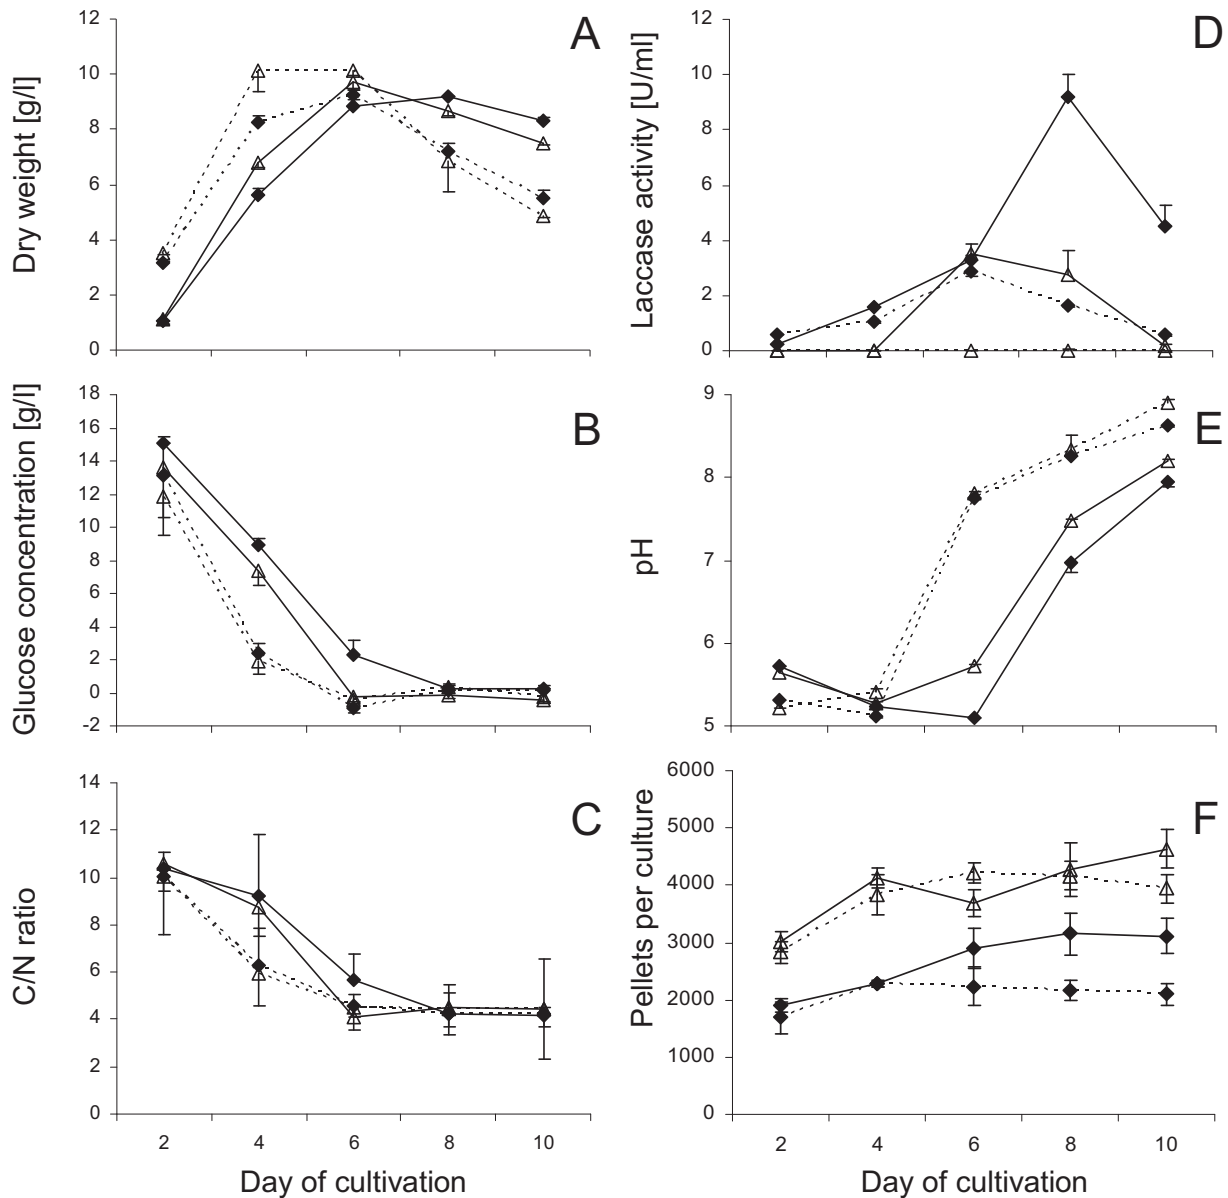 A
Dry weight [g/l]
12
10
8
6
4
2
0
D
Laccase activity [U/ml]
12
10
8
6
4
2
0
B
Glucose concentration [g/l]
18
16
14
12
10
8
6
4
2
0
-2
E
pH
9
8
7
6
5
C
C/N ratio
14
12
10
8
6
4
2
0
2 4 6 8 10
Day of cultivation
F
Pellets per culture
6000
5000
4000
3000
2000
1000
0
2 4 6 8 10
Day of cultivation